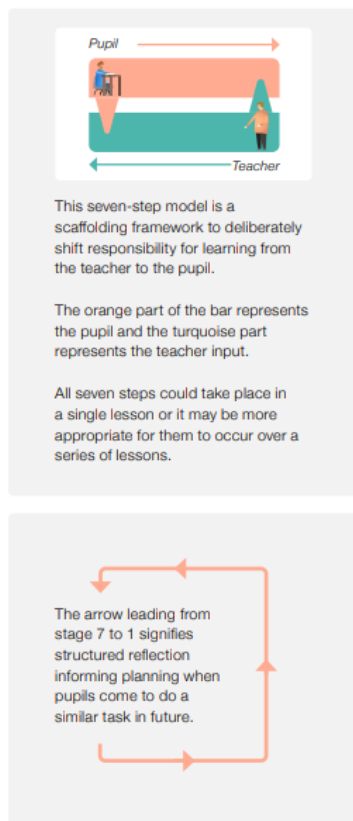 Pupil
Teacher
This seven-step model is a
scaffolding framework to deliberately
shift responsibility for learning from
the teacher to the pupil.
The orange part of the bar represents
the pupil and the turquoise part
represents the teacher input.
All seven steps could take place in
a single lesson or it may be more
appropriate for them to occur over a
series of lessons.
The arrow leading from
stage 7 to 1 signifies
structured reflection
informing planning when
pupils come to do a
similar task in future.